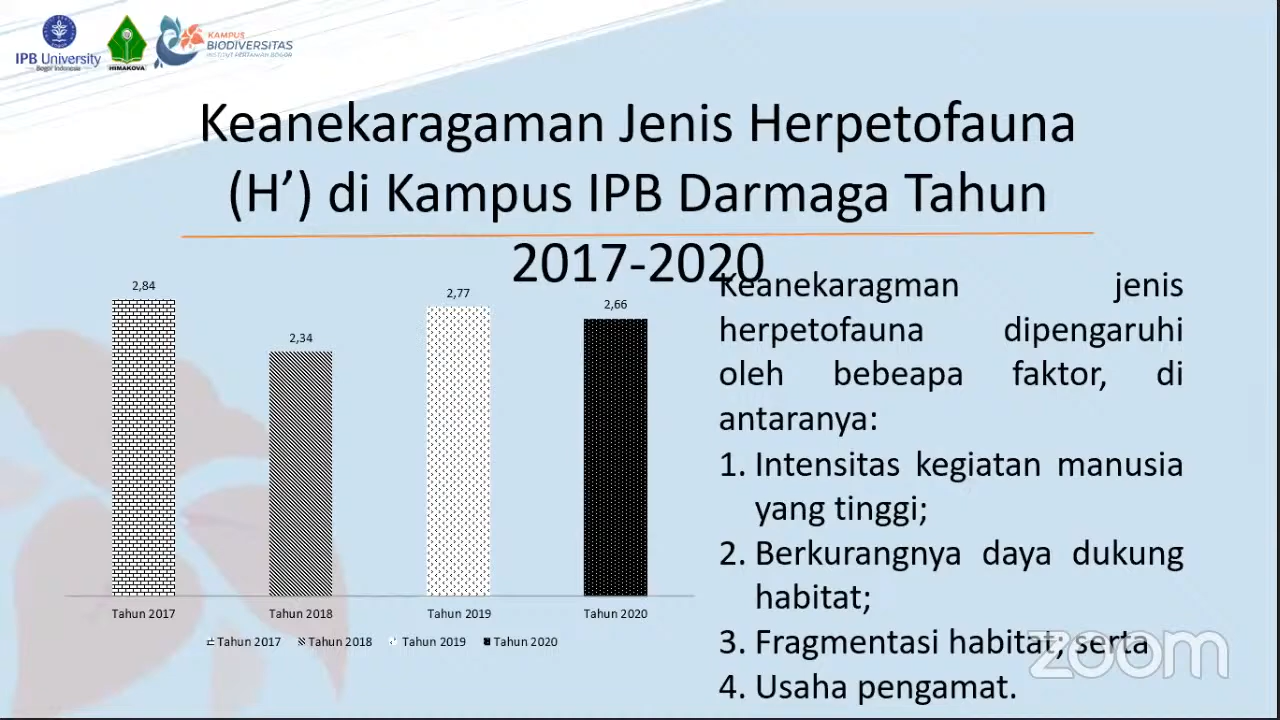 IPB University
Bogor Indonesia
HIMAKOVA
KAMPUS
BIODIVERSITAS
INSTITUT PERTANIAN BOGOR
Keanekaragaman Jenis Herpetofauna
(H’) di Kampus IPB Darmaga Tahun
2017-2020
2,84
2,34
2,77
2,66
Tahun 2017
Tahun 2018
Tahun 2019
Tahun 2020
Tahun 2017
Tahun 2018
Tahun 2019
Tahun 2020
Keanekaragman jenis
herpetofauna dipengaruhi
oleh bebeapa faktor, di
antaranya:
1. Intensitas kegiatan manusia
yang tinggi;
2. Berkurangnya daya dukung
habitat;
3. Fragmentasi habitat; serta
4. Usaha pengamat.
zoom